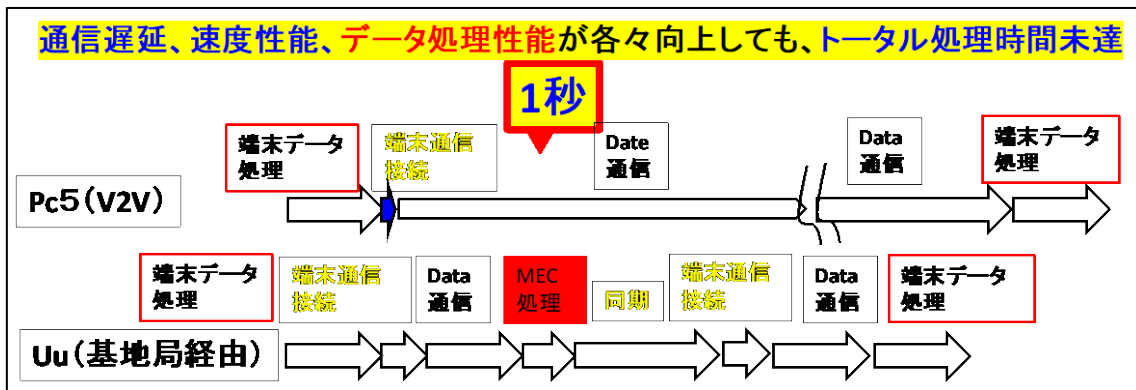 通信遅延、速度性能、データ処理性能が各々向上しても、トータル処理時間未達
1秒
端末データ
処理
端末通信
接続
Date
通信
Data
通信
端末データ
処理
Pc5(V2V)
端末データ
処理
端末通信
接続
Data
通信
MEC
処理
同期
端末通信
接続
Data
通信
端末データ
処理
Uu(基地局経由)